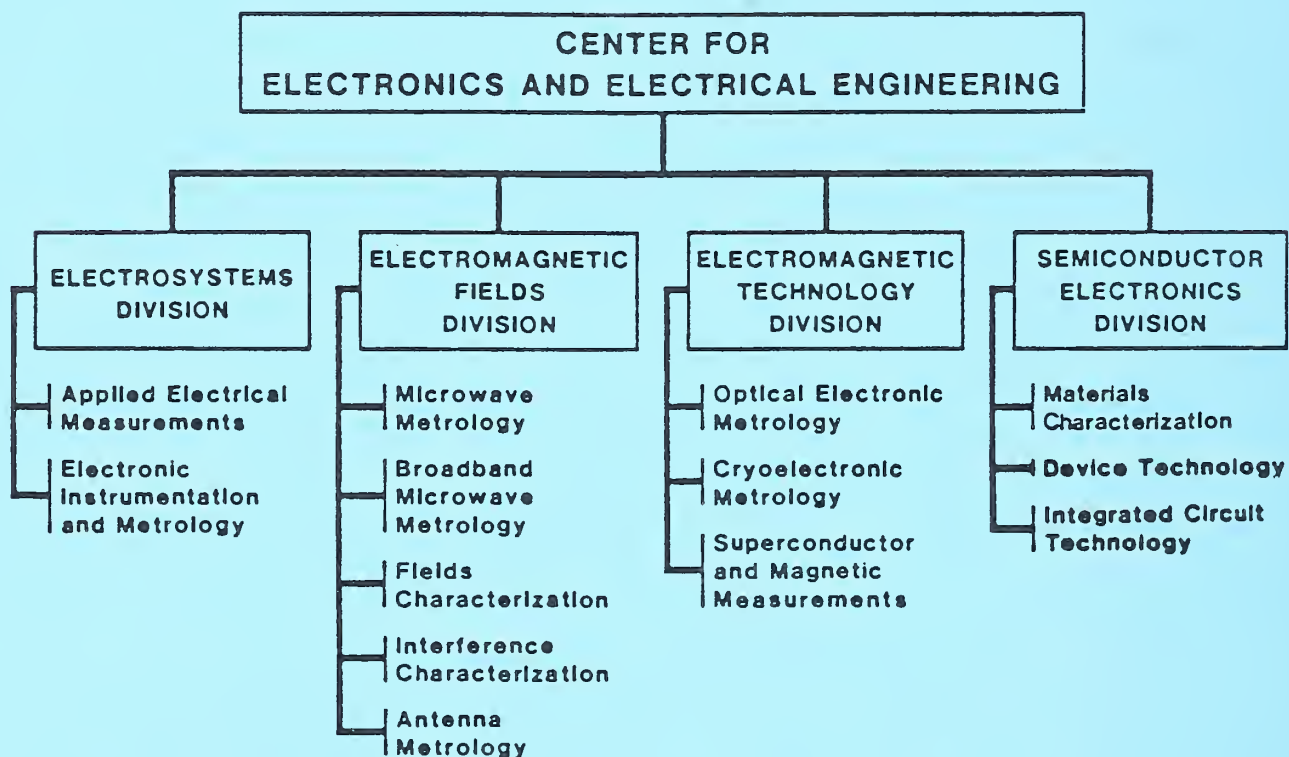 CENTER FOR
ELECTRONICS AND ELECTRICAL ENGINEERING
ELECTROSYSTEMS
DIVISION
Applied Electrical
Measurements
Electronic
Instrumentation
and Metrology
ELECTROMAGNETIC
FIELDS
DIVISION
Microwave
Metrology
Broadband
Microwave
Metrology
Fields
Characterization
Interference
Characterization
Antenna
Metrology
ELECTROMAGNETIC
TECHNOLOGY
DIVISION
Optical Electronic
Metrology
Cryoelectronic
Metrology
Superconductor
and Magnetic
Measurements
SEMICONDUCTOR
ELECTRONICS
DIVISION
Materials
Characterization
Device Technology
Integrated Circuit
Technology